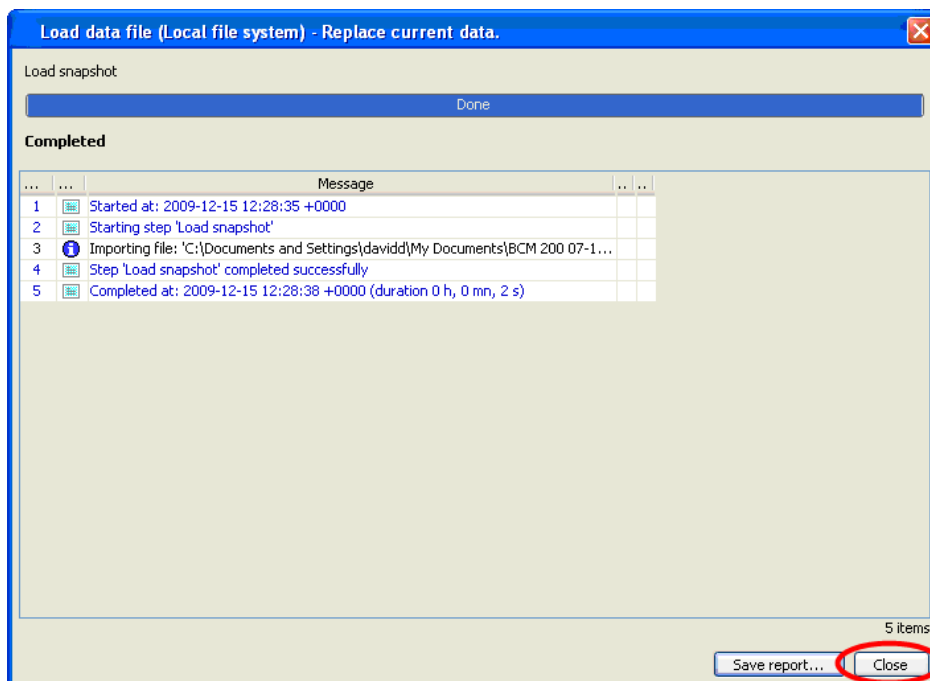 Load data file (Local file system) - Replace current data.
Load snapshot
Done
Completed
... ... Message .. ..
1 Started at: 2009-12-15 12:28:35 +0000
2 Starting step 'Load snapshot'
3 Importing file: 'C:\Documents and Settings\davidd\My Documents\BCM 200 07-1...
4 Step 'Load snapshot' completed successfully
5 Completed at: 2009-12-15 12:28:38 +0000 (duration 0 h, 0 mn, 2 s)
5 items
Save report... Close